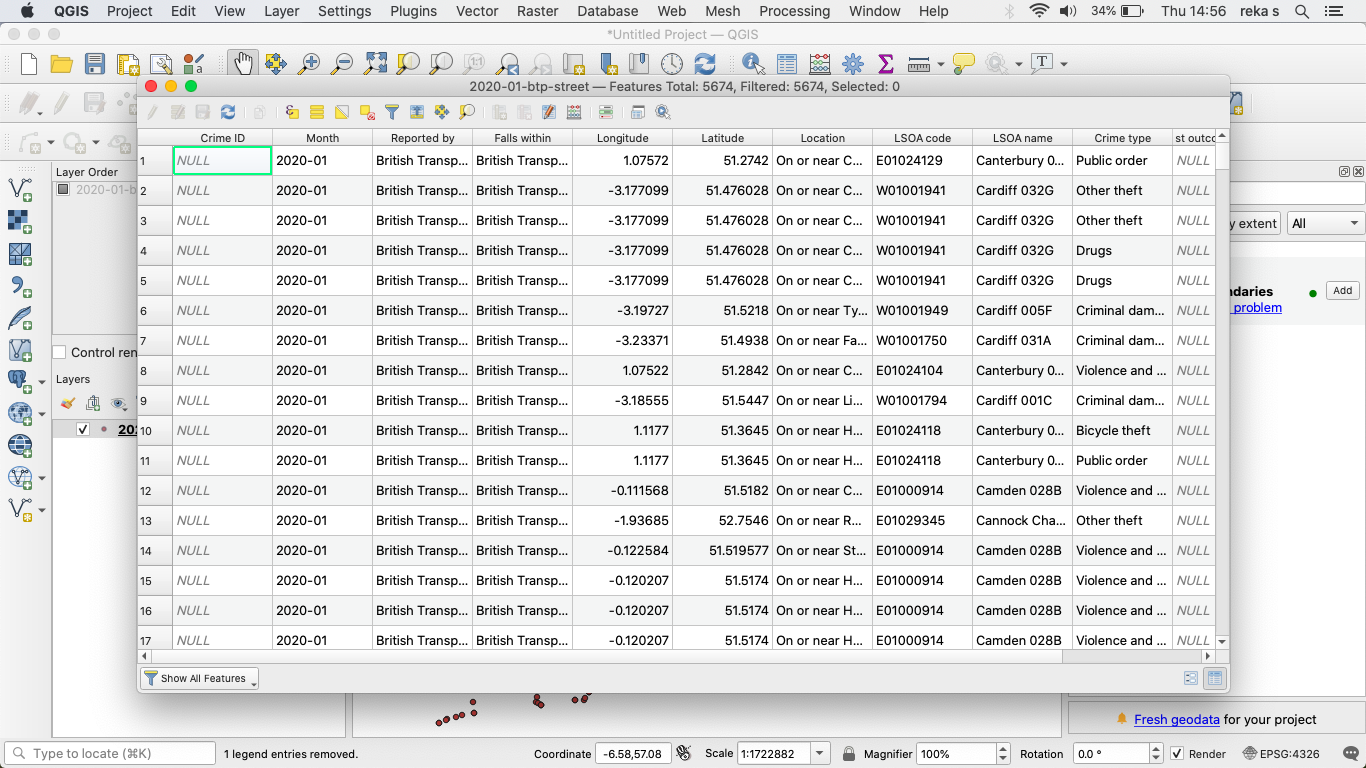 QGIS Project Edit View Layer Settings Plugins Vector Raster Database Web Mesh Processing Window Help 34% Thu 14:56 reka s
*Untitled Project — QGIS
2020-01-btp-street — Features Total: 5674, Filtered: 5674, Selected: 0
Crime ID Month Reported by Falls within Longitude Latitude Location LSOA code LSOA name Crime type st outco
1 NULL 2020-01 British Transp... British Transp... 1.07572 51.2742 On or near C... E01024129 Canterbury 0... Public order NULL
2 NULL 2020-01 British Transp... British Transp... -3.177099 51.476028 On or near C... W01001941 Cardiff 032G Other theft NULL
3 NULL 2020-01 British Transp... British Transp... -3.177099 51.476028 On or near C... W01001941 Cardiff 032G Other theft NULL
4 NULL 2020-01 British Transp... British Transp... -3.177099 51.476028 On or near C... W01001941 Cardiff 032G Drugs NULL
5 NULL 2020-01 British Transp... British Transp... -3.177099 51.476028 On or near C... W01001941 Cardiff 032G Drugs NULL
6 NULL 2020-01 British Transp... British Transp... -3.19727 51.5218 On or near Ty... W01001949 Cardiff 005F Criminal dam... NULL
7 NULL 2020-01 British Transp... British Transp... -3.23371 51.4938 On or near Fa... W01001750 Cardiff 031A Criminal dam... NULL
8 NULL 2020-01 British Transp... British Transp... 1.07522 51.2842 On or near C... E01024104 Canterbury 0... Violence and ... NULL
9 NULL 2020-01 British Transp... British Transp... -3.18555 51.5447 On or near Li... W01001794 Cardiff 001C Criminal dam... NULL
10 NULL 2020-01 British Transp... British Transp... 1.1177 51.3645 On or near H... E01024118 Canterbury 0... Bicycle theft NULL
11 NULL 2020-01 British Transp... British Transp... 1.1177 51.3645 On or near H... E01024118 Canterbury 0... Public order NULL
12 NULL 2020-01 British Transp... British Transp... -0.111568 51.5182 On or near C... E01000914 Camden 028B Violence and ... NULL
13 NULL 2020-01 British Transp... British Transp... -1.93685 52.7546 On or near R... E01029345 Cannock Cha... Other theft NULL
14 NULL 2020-01 British Transp... British Transp... -0.122584 51.519577 On or near St... E01000914 Camden 028B Violence and ... NULL
15 NULL 2020-01 British Transp... British Transp... -0.120207 51.5174 On or near H... E01000914 Camden 028B Violence and ... NULL
16 NULL 2020-01 British Transp... British Transp... -0.120207 51.5174 On or near H... E01000914 Camden 028B Violence and ... NULL
17 NULL 2020-01 British Transp... British Transp... -0.120207 51.5174 On or near H... E01000914 Camden 028B Violence and ... NULL
Show All Features
Layer Order
2020-01-b
Control ren
Layers
202
y extent All
daries Add
problem
Fresh geodata for your project
Type to locate (⌘K) 1 legend entries removed. Coordinate -6.58,57.08 Scale 1:1722882 Magnifier 100% Rotation 0.0 ° Render EPSG:4326